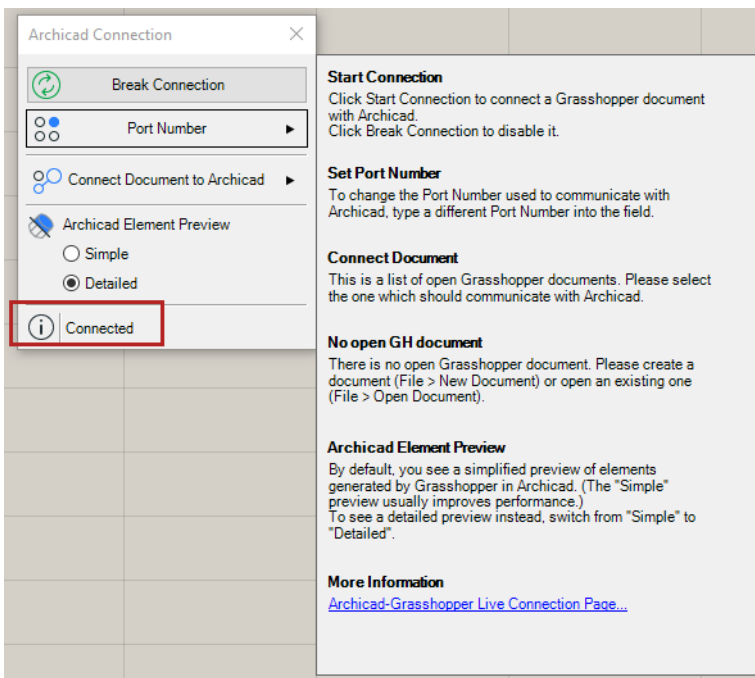 Archicad Connection
Break Connection
Port Number
Connect Document to Archicad
Archicad Element Preview
Simple
Detailed
Connected
Start Connection
Click Start Connection to connect a Grasshopper document
with Archicad.
Click Break Connection to disable it.
Set Port Number
To change the Port Number used to communicate with
Archicad, type a different Port Number into the field.
Connect Document
This is a list of open Grasshopper documents. Please select
the one which should communicate with Archicad.
No open GH document
There is no open Grasshopper document. Please create a
document (File > New Document) or open an existing one
(File > Open Document).
Archicad Element Preview
By default, you see a simplified preview of elements
generated by Grasshopper in Archicad. (The "Simple"
preview usually improves performance.)
To see a detailed preview instead, switch from "Simple" to
"Detailed".
More Information
Archicad-Grasshopper Live Connection Page...